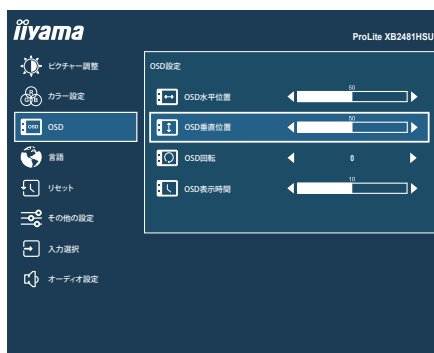 iiyama
ProLite XB2481HSU
ピクチャー調整
カラー設定
OSD
言語
リセット
その他の設定
入力選択
オーディオ設定
OSD設定
OSD水平位置 50
OSD垂直位置 50
OSD回転 0
OSD表示時間 10
R
G B
OSD